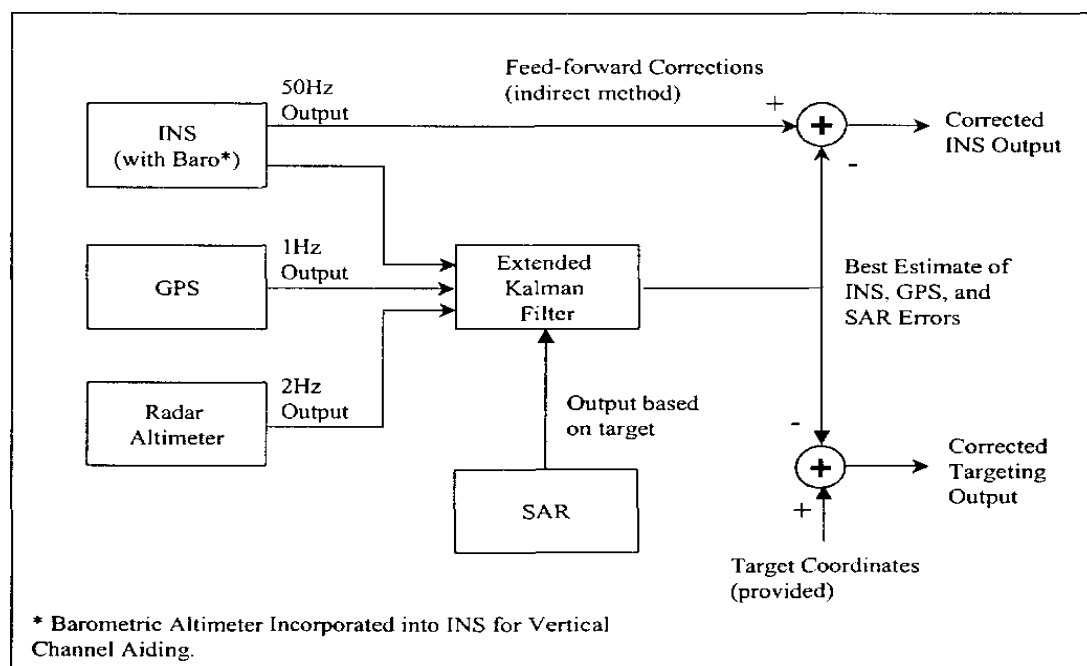 50Hz
Output
INS
(with Baro*)
Feed-forward Corrections
(indirect method)
+
+
-
Corrected
INS Output
1Hz
Output
GPS
Extended
Kalman
Filter
Best Estimate of
INS, GPS, and
SAR Errors
2Hz
Output
Radar
Altimeter
Output based
on target
SAR
-
+
+
Corrected
Targeting
Output
Target Coordinates
(provided)
* Barometric Altimeter Incorporated into INS for Vertical
Channel Aiding.